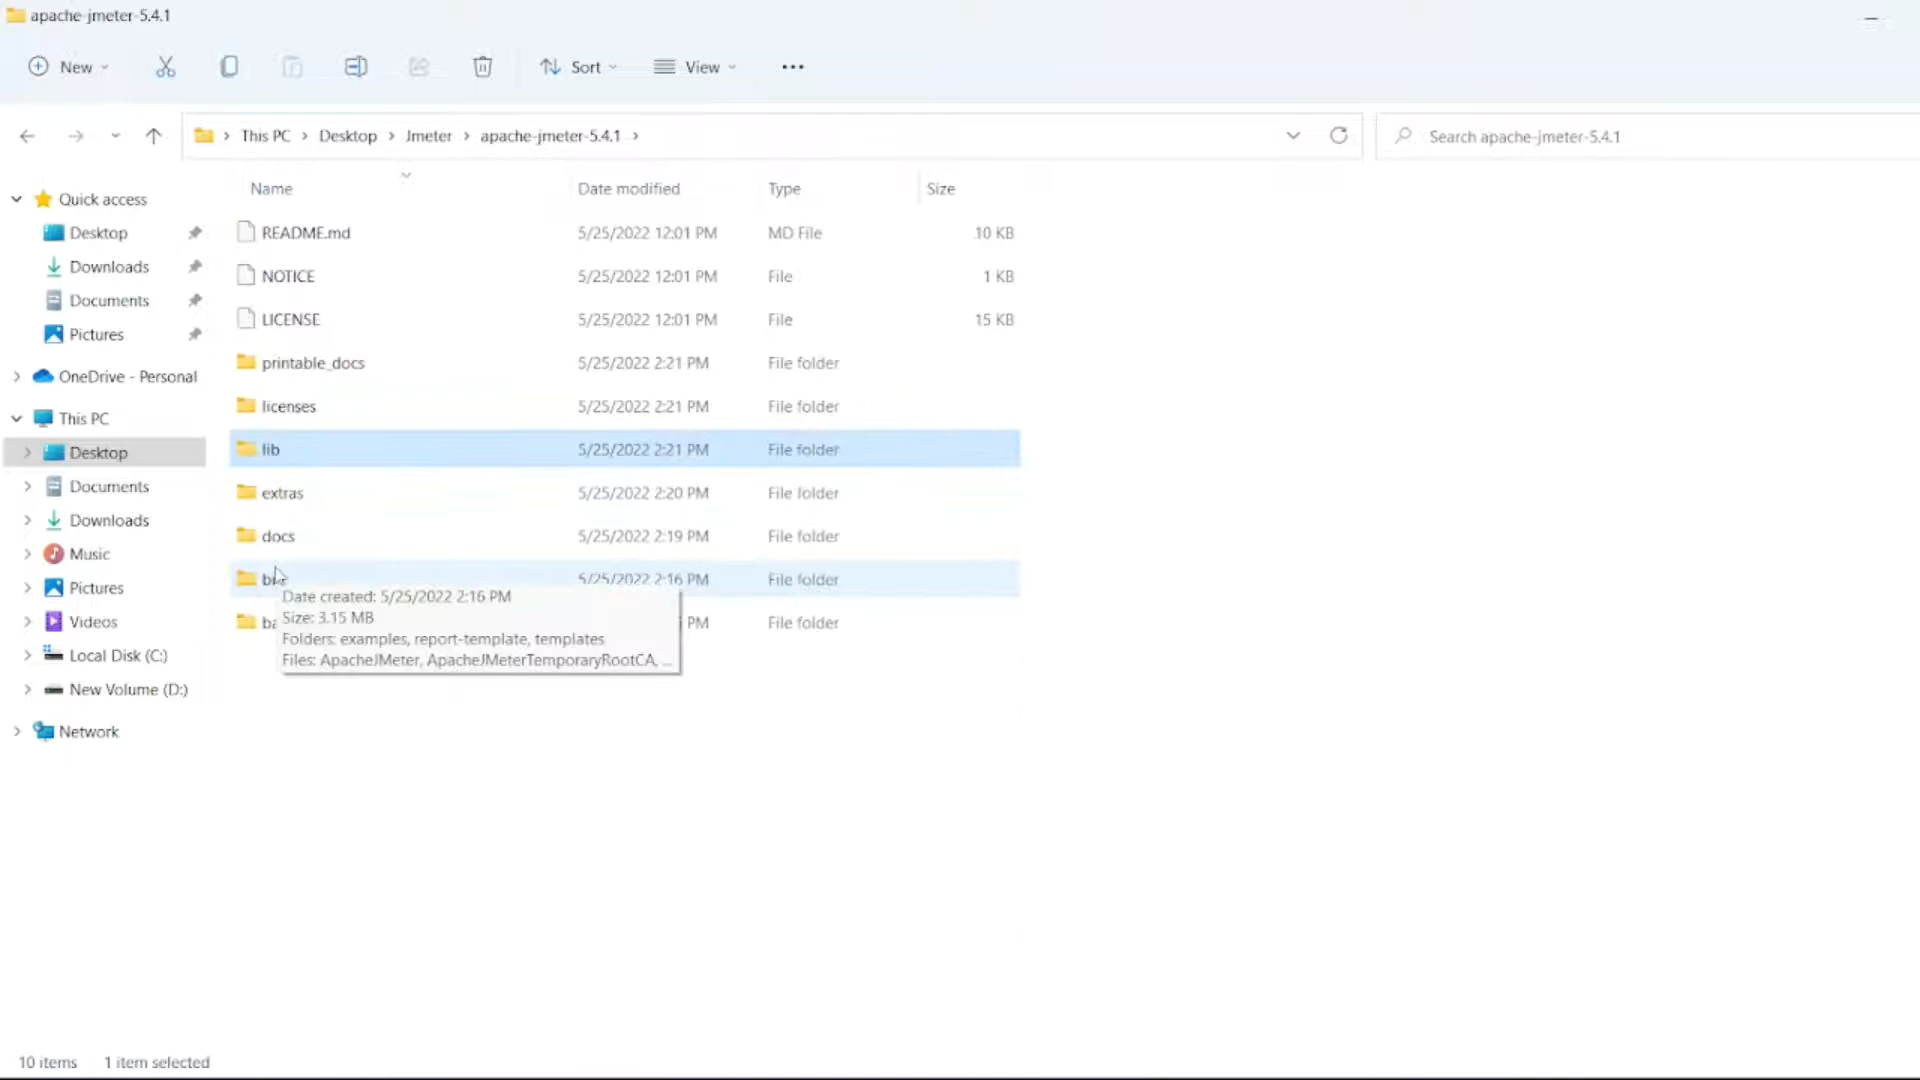 apache-jmeter-5.4.1
New
Sort
View
This PC > Desktop > Jmeter > apache-jmeter-5.4.1 >
Search apache-jmeter-5.4.1
Name Date modified Type Size
Quick access
Desktop
Downloads
Documents
Pictures
OneDrive - Personal
This PC
Desktop
Documents
Downloads
Music
Pictures
Videos
Local Disk (C:)
New Volume (D:)
Network
README.md 5/25/2022 12:01 PM MD File 10 KB
NOTICE 5/25/2022 12:01 PM File 1 KB
LICENSE 5/25/2022 12:01 PM File 15 KB
printable_docs 5/25/2022 2:21 PM File folder
licenses 5/25/2022 2:21 PM File folder
lib 5/25/2022 2:21 PM File folder
extras 5/25/2022 2:20 PM File folder
docs 5/25/2022 2:19 PM File folder
5/25/2022 2:16 PM File folder
PM File folder
Date created: 5/25/2022 2:16 PM
Size: 3.15 MB
Folders: examples, report-template, templates
Files: ApacheJMeter, ApacheJMeterTemporaryRootCA, ...
10 items 1 item selected